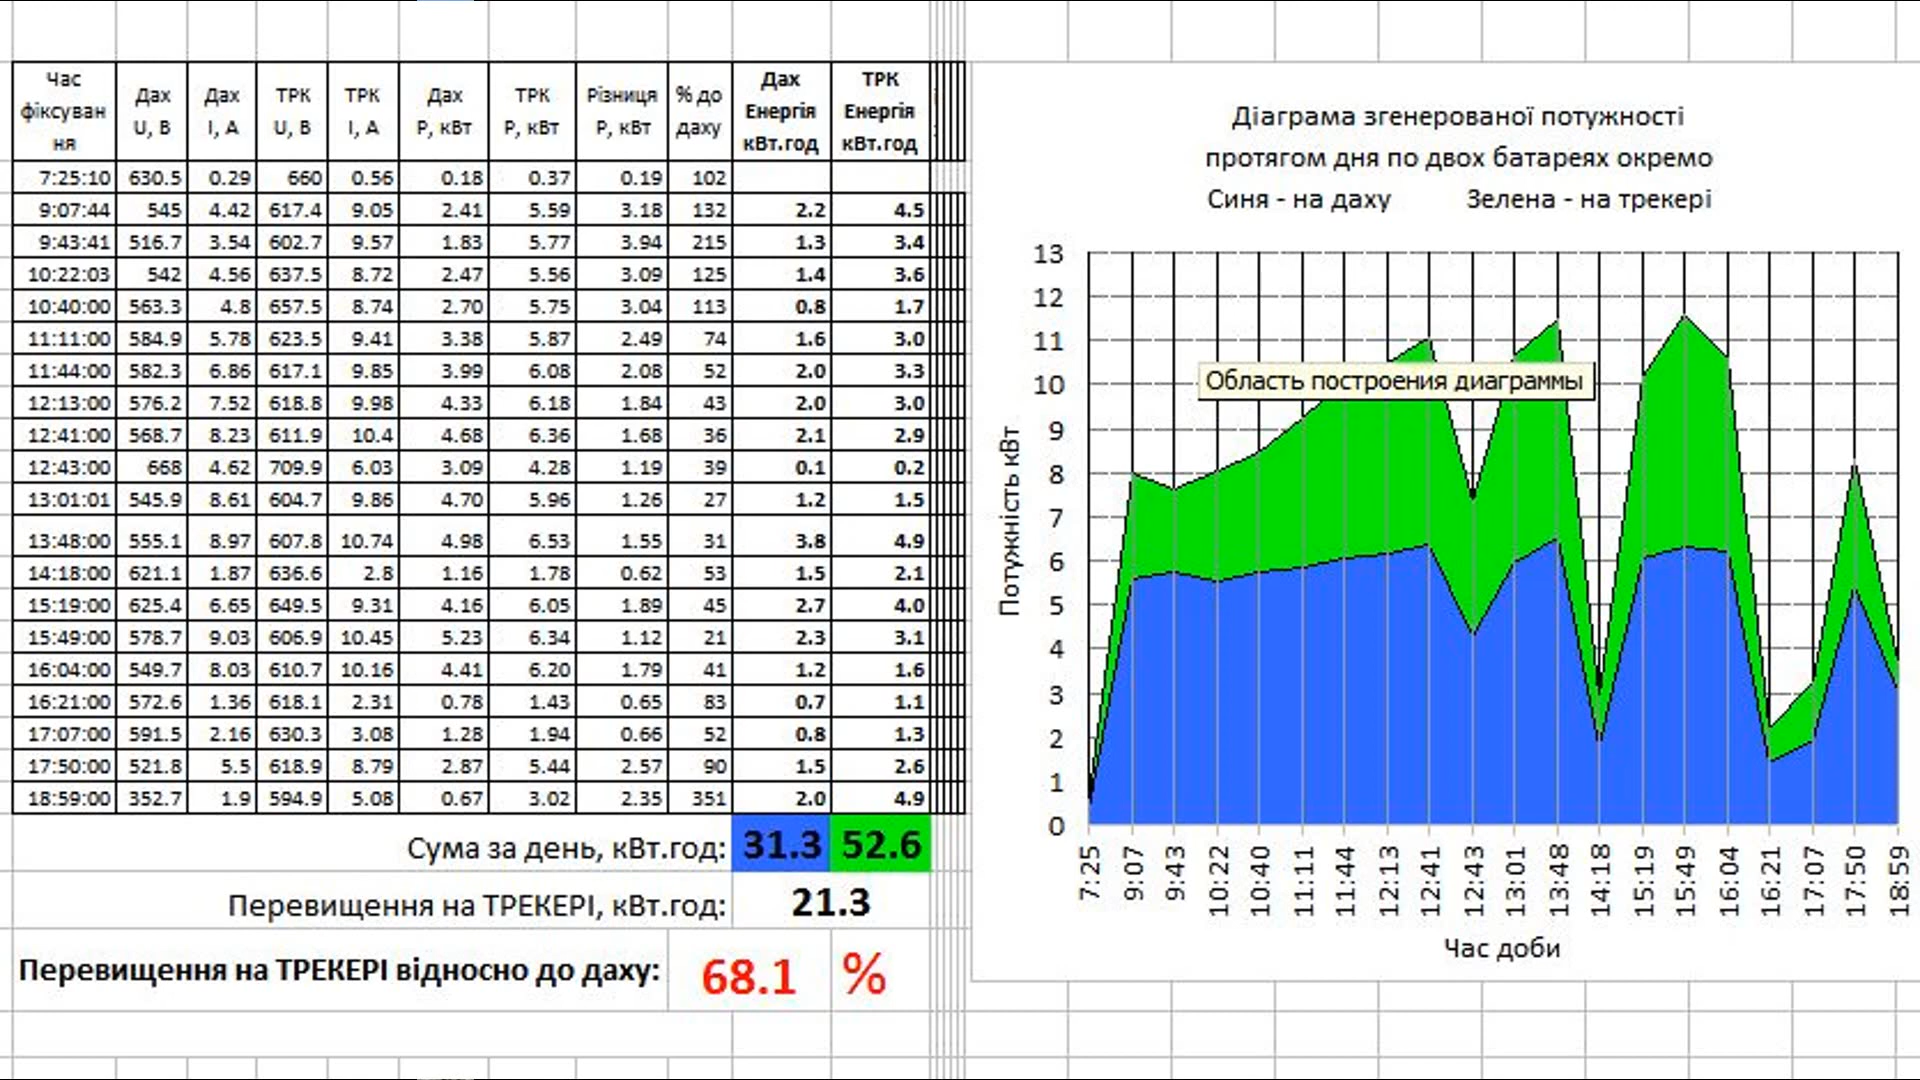 Час фіксуван ня Дах U, В Дах I, А ТРК U, В ТРК I, А Дах P, кВт ТРК P, кВт Різниця P, кВт % до даху Дах Енергія кВт.год ТРК Енергія кВт.год
7:25:10 630.5 0.29 660 0.56 0.18 0.37 0.19 102
9:07:44 545 4.42 617.4 9.05 2.41 5.59 3.18 132 2.2 4.5
9:43:41 516.7 3.54 602.7 9.57 1.83 5.77 3.94 215 1.3 3.4
10:22:03 542 4.56 637.5 8.72 2.47 5.56 3.09 125 1.4 3.6
10:40:00 563.3 4.8 657.5 8.74 2.70 5.75 3.04 113 0.8 1.7
11:11:00 584.9 5.78 623.5 9.41 3.38 5.87 2.49 74 1.6 3.0
11:44:00 582.3 6.86 617.1 9.85 3.99 6.08 2.08 52 2.0 3.3
12:13:00 576.2 7.52 618.8 9.98 4.33 6.18 1.84 43 2.0 3.0
12:41:00 568.7 8.23 611.9 10.4 4.68 6.36 1.68 36 2.1 2.9
12:43:00 668 4.62 709.9 6.03 3.09 4.28 1.19 39 0.1 0.2
13:01:01 545.9 8.61 604.7 9.86 4.70 5.96 1.26 27 1.2 1.5
13:48:00 555.1 8.97 607.8 10.74 4.98 6.53 1.55 31 3.8 4.9
14:18:00 621.1 1.87 636.6 2.8 1.16 1.78 0.62 53 1.5 2.1
15:19:00 625.4 6.65 649.5 9.31 4.16 6.05 1.89 45 2.7 4.0
15:49:00 578.7 9.03 606.9 10.45 5.23 6.34 1.12 21 2.3 3.1
16:04:00 549.7 8.03 610.7 10.16 4.41 6.20 1.79 41 1.2 1.6
16:21:00 572.6 1.36 618.1 2.31 0.78 1.43 0.65 83 0.7 1.1
17:07:00 591.5 2.16 630.3 3.08 1.28 1.94 0.66 52 0.8 1.3
17:50:00 521.8 5.5 618.9 8.79 2.87 5.44 2.57 90 1.5 2.6
18:59:00 352.7 1.9 594.9 5.08 0.67 3.02 2.35 351 2.0 4.9
Сума за день, кВт.год: 31.3 52.6
Перевищення на ТРЕКЕРІ, кВт.год: 21.3
Перевищення на ТРЕКЕРІ відносно до даху: 68.1 %
Діаграма згенерованої потужності
протягом дня по двох батареях окремо
Синя - на даху Зелена - на трекері
13
12
11
10
9
8
7
6
5
4
3
2
1
0
Потужність кВт
Область построения диаграммы
7:25 9:07 9:43 10:22 10:40 11:11 11:44 12:13 12:41 12:43 13:01 13:48 14:18 15:19 15:49 16:04 16:21 17:07 17:50 18:59
Час доби